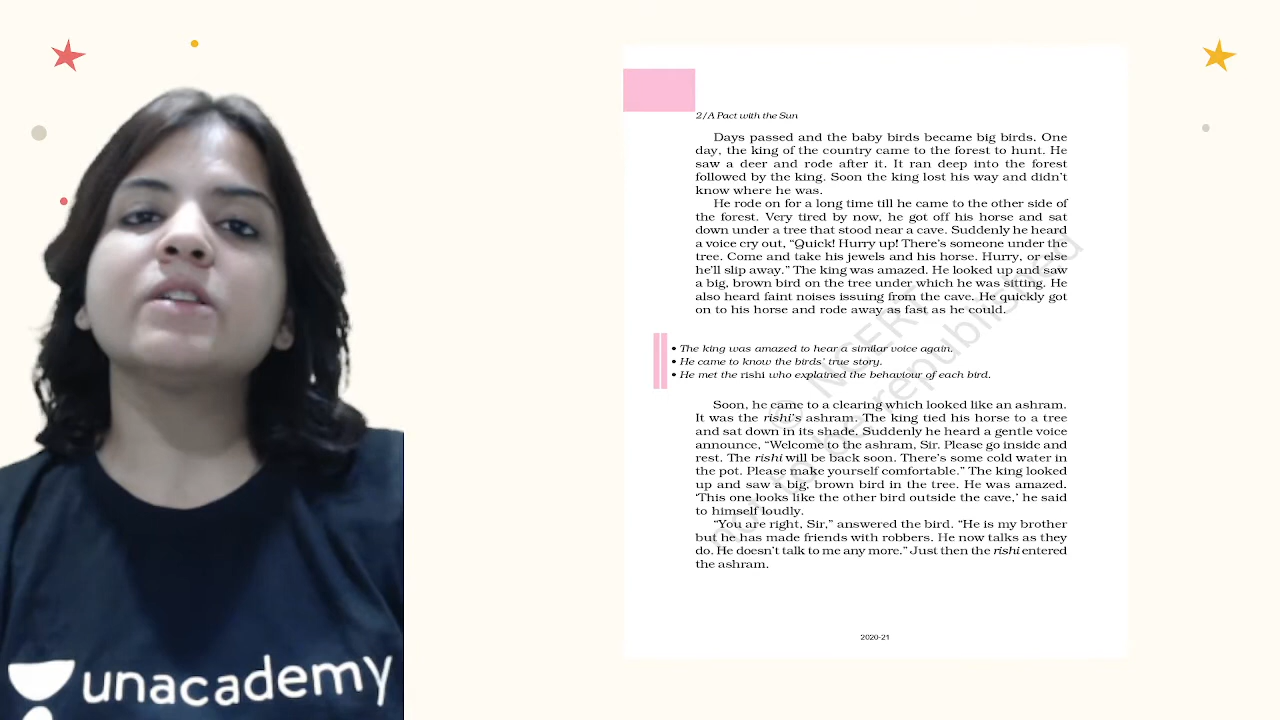 2/A Pact with the Sun
Days passed and the baby birds became big birds. One
day, the king of the country came to the forest to hunt. He
saw a deer and rode after it. It ran deep into the forest
followed by the king. Soon the king lost his way and didn't
know where he was.
He rode on for a long time till he came to the other side of
the forest. Very tired by now, he got off his horse and sat
down under a tree that stood near a cave. Suddenly he heard
a voice cry out, “Quick! Hurry up! There's someone under the
tree. Come and take his jewels and his horse. Hurry, or else
he'll slip away.” The king was amazed. He looked up and saw
a big, brown bird on the tree under which he was sitting. He
also heard faint noises issuing from the cave. He quickly got
on to his horse and rode away as fast as he could.
• The king was amazed to hear a similar voice again.
• He came to know the birds' true story.
• He met the rishi who explained the behaviour of each bird.
Soon, he came to a clearing which looked like an ashram.
It was the rishi's ashram. The king tied his horse to a tree
and sat down in its shade. Suddenly he heard a gentle voice
announce, “Welcome to the ashram, Sir. Please go inside and
rest. The rishi will be back soon. There's some cold water in
the pot. Please make yourself comfortable.” The king looked
up and saw a big, brown bird in the tree. He was amazed.
‘This one looks like the other bird outside the cave,’ he said
to himself loudly.
“You are right, Sir,” answered the bird. “He is my brother
but he has made friends with robbers. He now talks as they
do. He doesn't talk to me any more.” Just then the rishi entered
the ashram.
© NCERT
not to be republished
2020-21
unacademy